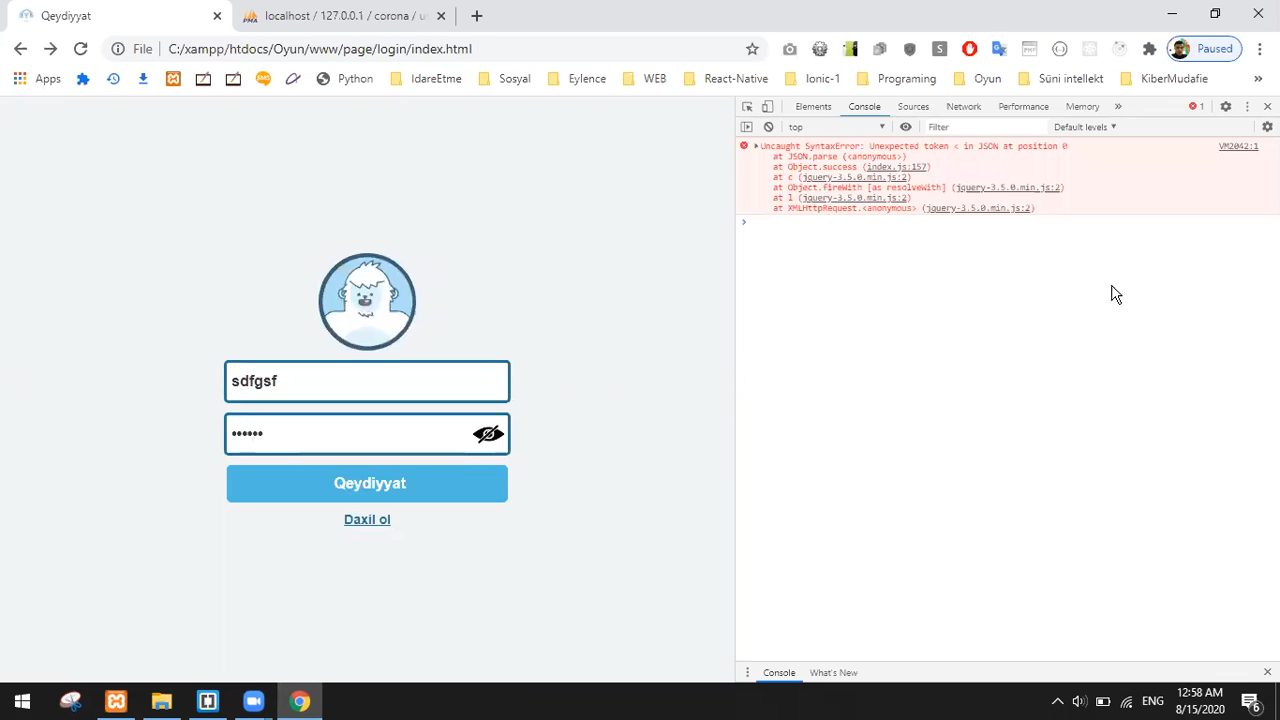 Qeydiyyat
localhost / 127.0.0.1 / corona / u
File C:/xampp/htdocs/Oyun/www/page/login/index.html
Paused
Apps Python IdareEtme Sosyal Eylence WEB React-Native Ionic-1 Programing Oyun Süni intellekt KiberMudafie »
Elements Console Sources Network Performance Memory » 1
top Filter Default levels
Uncaught SyntaxError: Unexpected token < in JSON at position 0 VM2042:1
at JSON.parse (<anonymous>)
at Object.success (index.js:157)
at c (jquery-3.5.0.min.js:2)
at Object.fireWith [as resolveWith] (jquery-3.5.0.min.js:2)
at l (jquery-3.5.0.min.js:2)
at XMLHttpRequest.<anonymous> (jquery-3.5.0.min.js:2)
sdfgsf
••••••
Qeydiyyat
Daxil ol
Console What's New
ENG
12:58 AM
8/15/2020
6